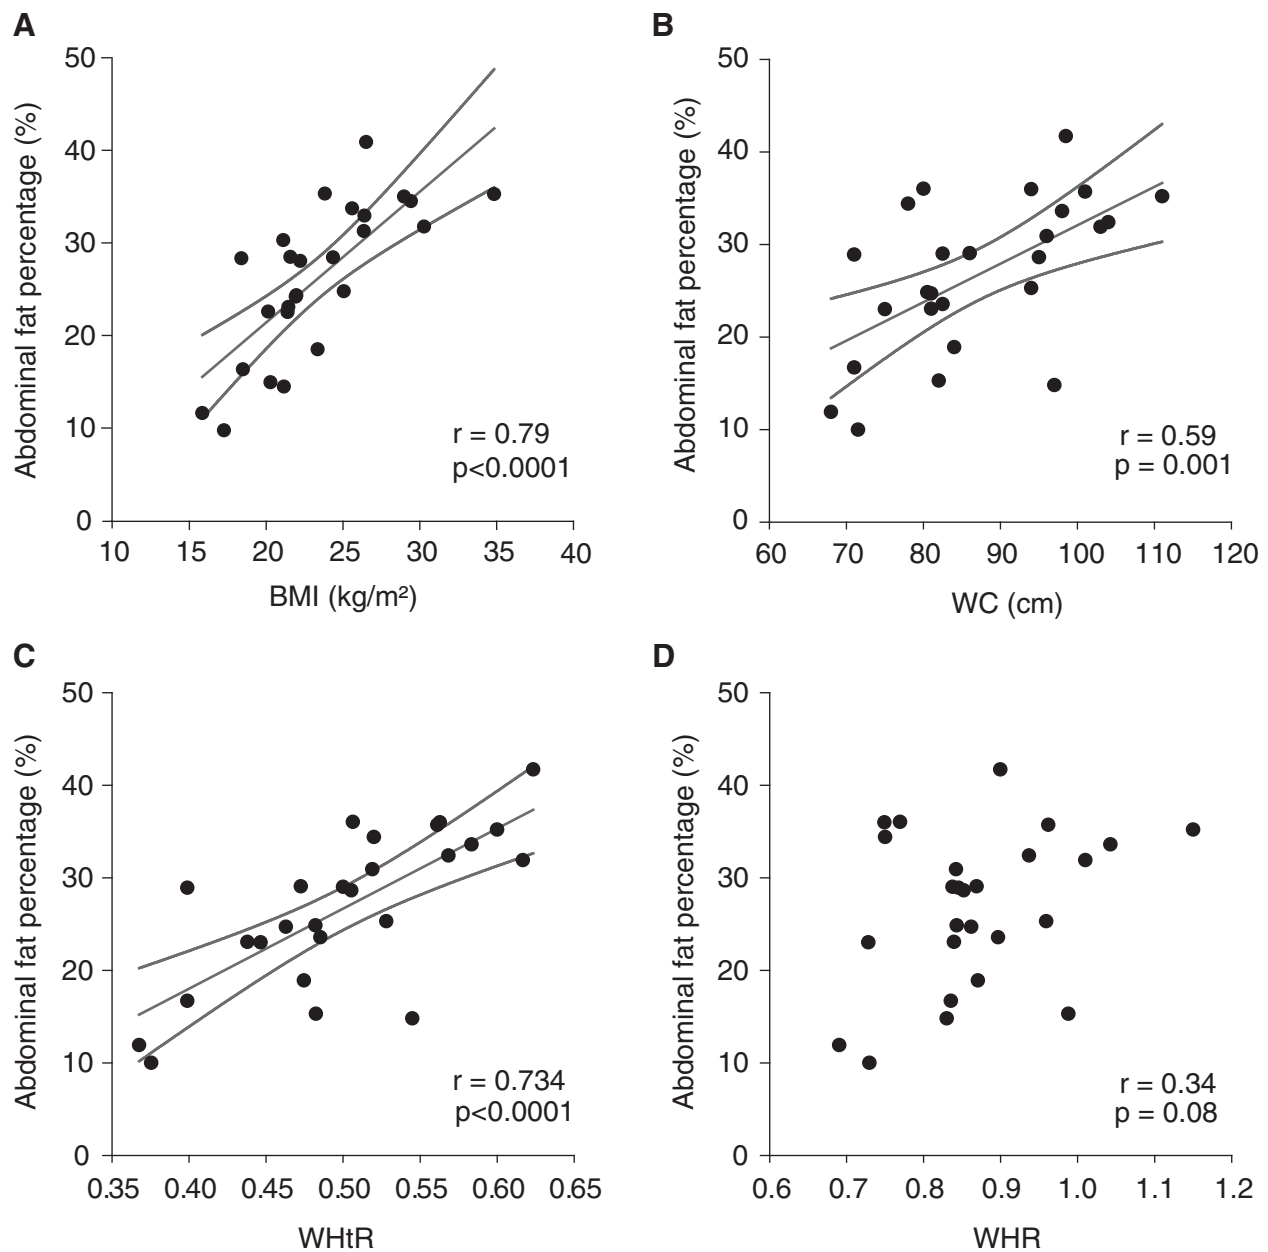 A
Abdominal fat percentage (%)
50
40
30
20
10
0
r = 0.79
p<0.0001
10 15 20 25 30 35 40
BMI (kg/m²)
B
Abdominal fat percentage (%)
50
40
30
20
10
0
r = 0.59
p = 0.001
60 70 80 90 100 110 120
WC (cm)
C
Abdominal fat percentage (%)
50
40
30
20
10
0
r = 0.734
p<0.0001
0.35 0.40 0.45 0.50 0.55 0.60 0.65
WHtR
D
Abdominal fat percentage (%)
50
40
30
20
10
0
r = 0.34
p = 0.08
0.6 0.7 0.8 0.9 1.0 1.1 1.2
WHR